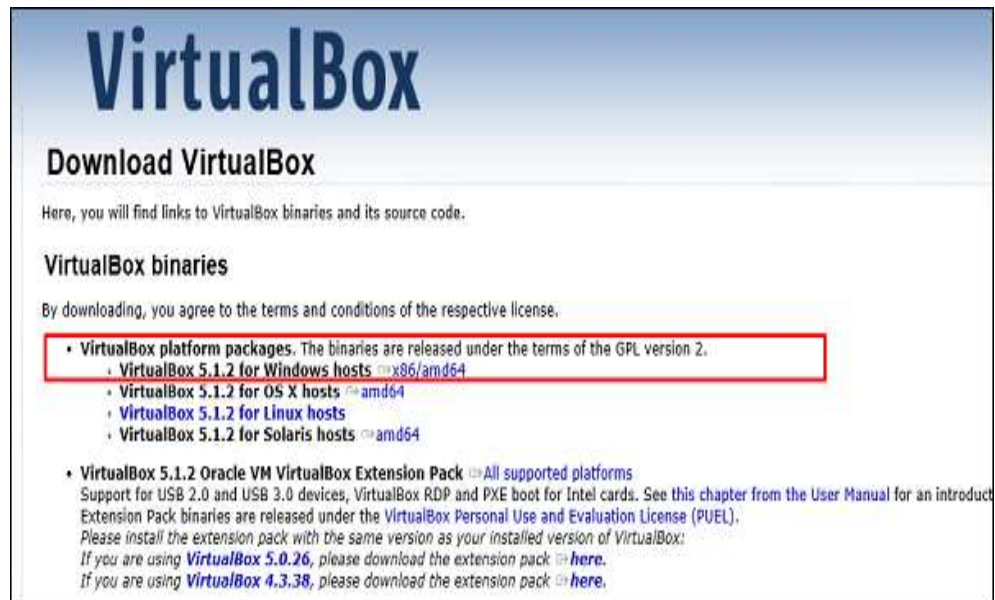 VirtualBox
Download VirtualBox
Here, you will find links to VirtualBox binaries and its source code.
VirtualBox binaries
By downloading, you agree to the terms and conditions of the respective license.
• VirtualBox platform packages. The binaries are released under the terms of the GPL version 2.
◦ VirtualBox 5.1.2 for Windows hosts x86/amd64
◦ VirtualBox 5.1.2 for OS X hosts amd64
◦ VirtualBox 5.1.2 for Linux hosts
◦ VirtualBox 5.1.2 for Solaris hosts amd64
• VirtualBox 5.1.2 Oracle VM VirtualBox Extension Pack All supported platforms
Support for USB 2.0 and USB 3.0 devices, VirtualBox RDP and PXE boot for Intel cards. See this chapter from the User Manual for an introduct
Extension Pack binaries are released under the VirtualBox Personal Use and Evaluation License (PUEL).
Please install the extension pack with the same version as your installed version of VirtualBox:
If you are using VirtualBox 5.0.26, please download the extension pack here.
If you are using VirtualBox 4.3.38, please download the extension pack here.